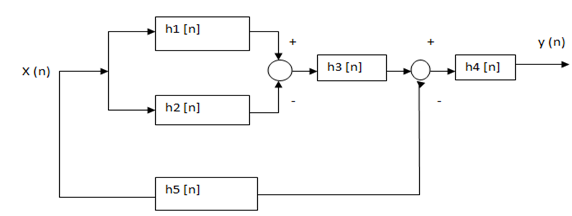 h1 [n]
+
+
y (n)
X (n)
h3 [n]
h4 [n]
h2 [n]
-
-
h5 [n]